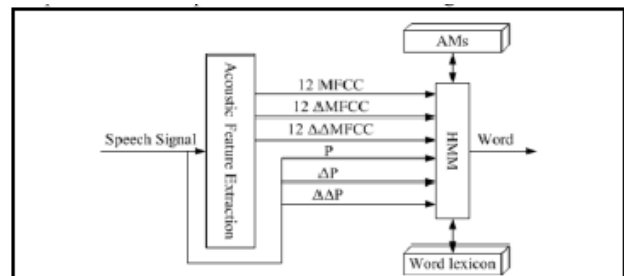 AMs
Acoustic Feature Extraction
12 MFCC
12 ΔMFCC
12 ΔΔMFCC
HMM
Speech Signal
Word
P
ΔP
ΔΔP
Word lexicon